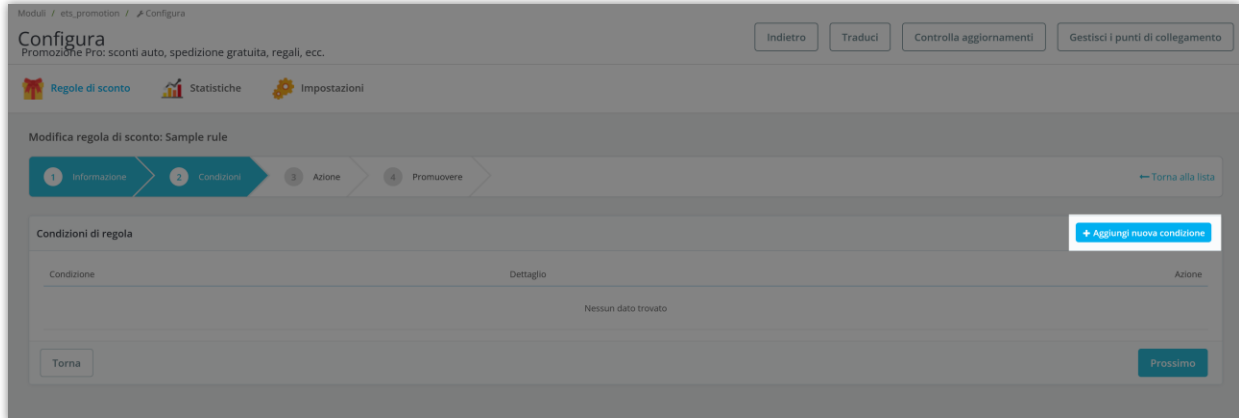 Moduli / ets_promotion / Configura
Configura
Promozione Pro: sconti auto, spedizione gratuita, regali, ecc.
Indietro Traduci Controlla aggiornamenti Gestisci i punti di collegamento
Regole di sconto Statistiche Impostazioni
Modifica regola di sconto: Sample rule
1 Informazione 2 Condizioni 3 Azione 4 Promuovere ← Torna alla lista
Condizioni di regola + Aggiungi nuova condizione
Condizione Dettaglio Azione
Nessun dato trovato
Torna Prossimo